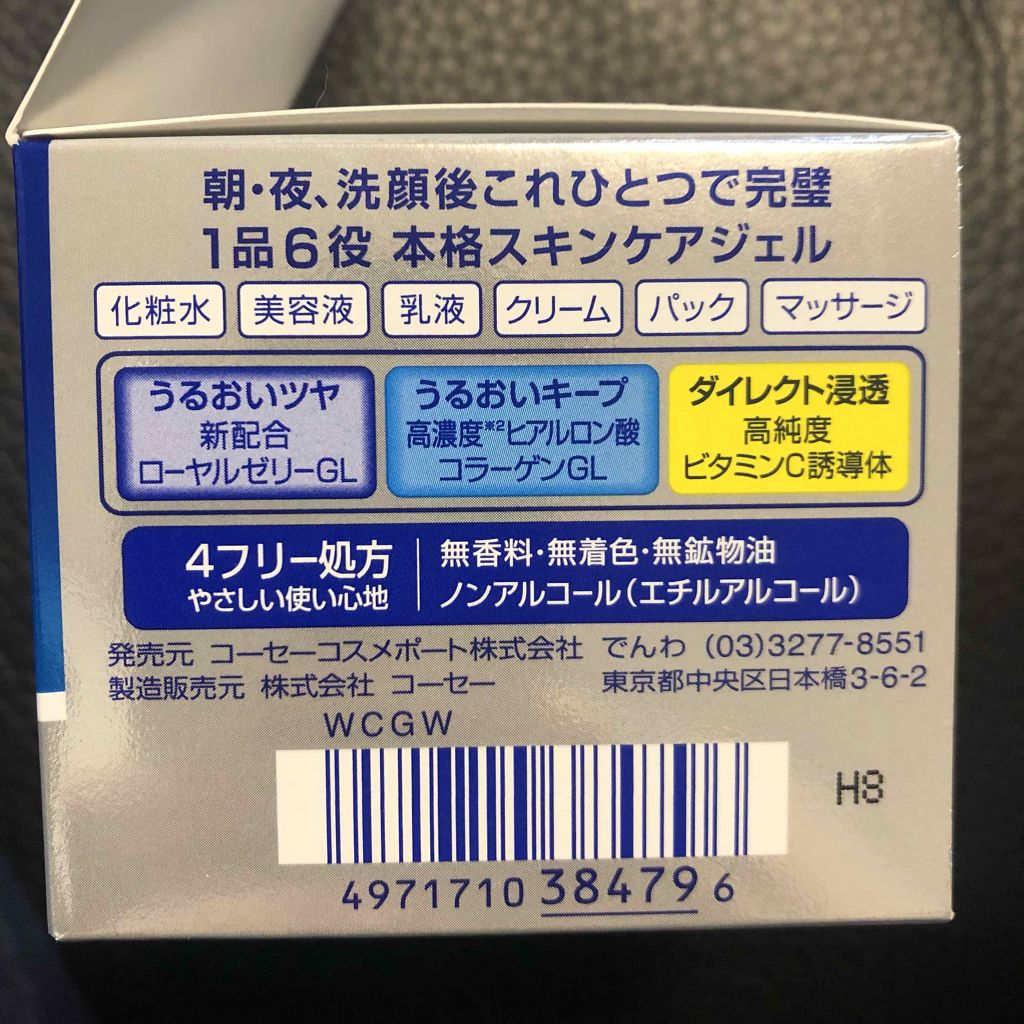 朝・夜、洗顔後これひとつで完璧
1品6役 本格スキンケアジェル
化粧水 美容液 乳液 クリーム パック マッサージ
うるおいツヤ
新配合
ローヤルゼリーGL
うるおいキープ
高濃度※2ヒアルロン酸
コラーゲンGL
ダイレクト浸透
高純度
ビタミンC誘導体
4フリー処方
やさしい使い心地
無香料・無着色・無鉱物油
ノンアルコール(エチルアルコール)
発売元 コーセーコスメポート株式会社 でんわ (03)3277-8551
製造販売元 株式会社 コーセー 東京都中央区日本橋3-6-2
WCGW
H8
4971710 384796